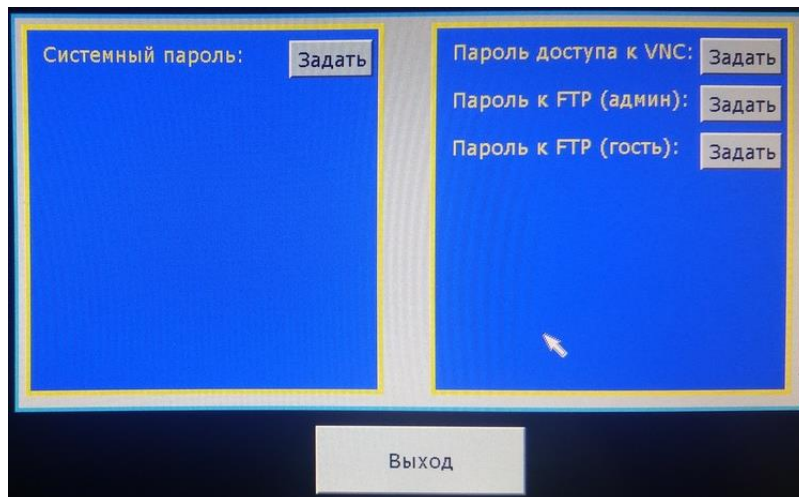 Системный пароль: Задать
Пароль доступа к VNC: Задать
Пароль к FTP (админ): Задать
Пароль к FTP (гость): Задать
Выход